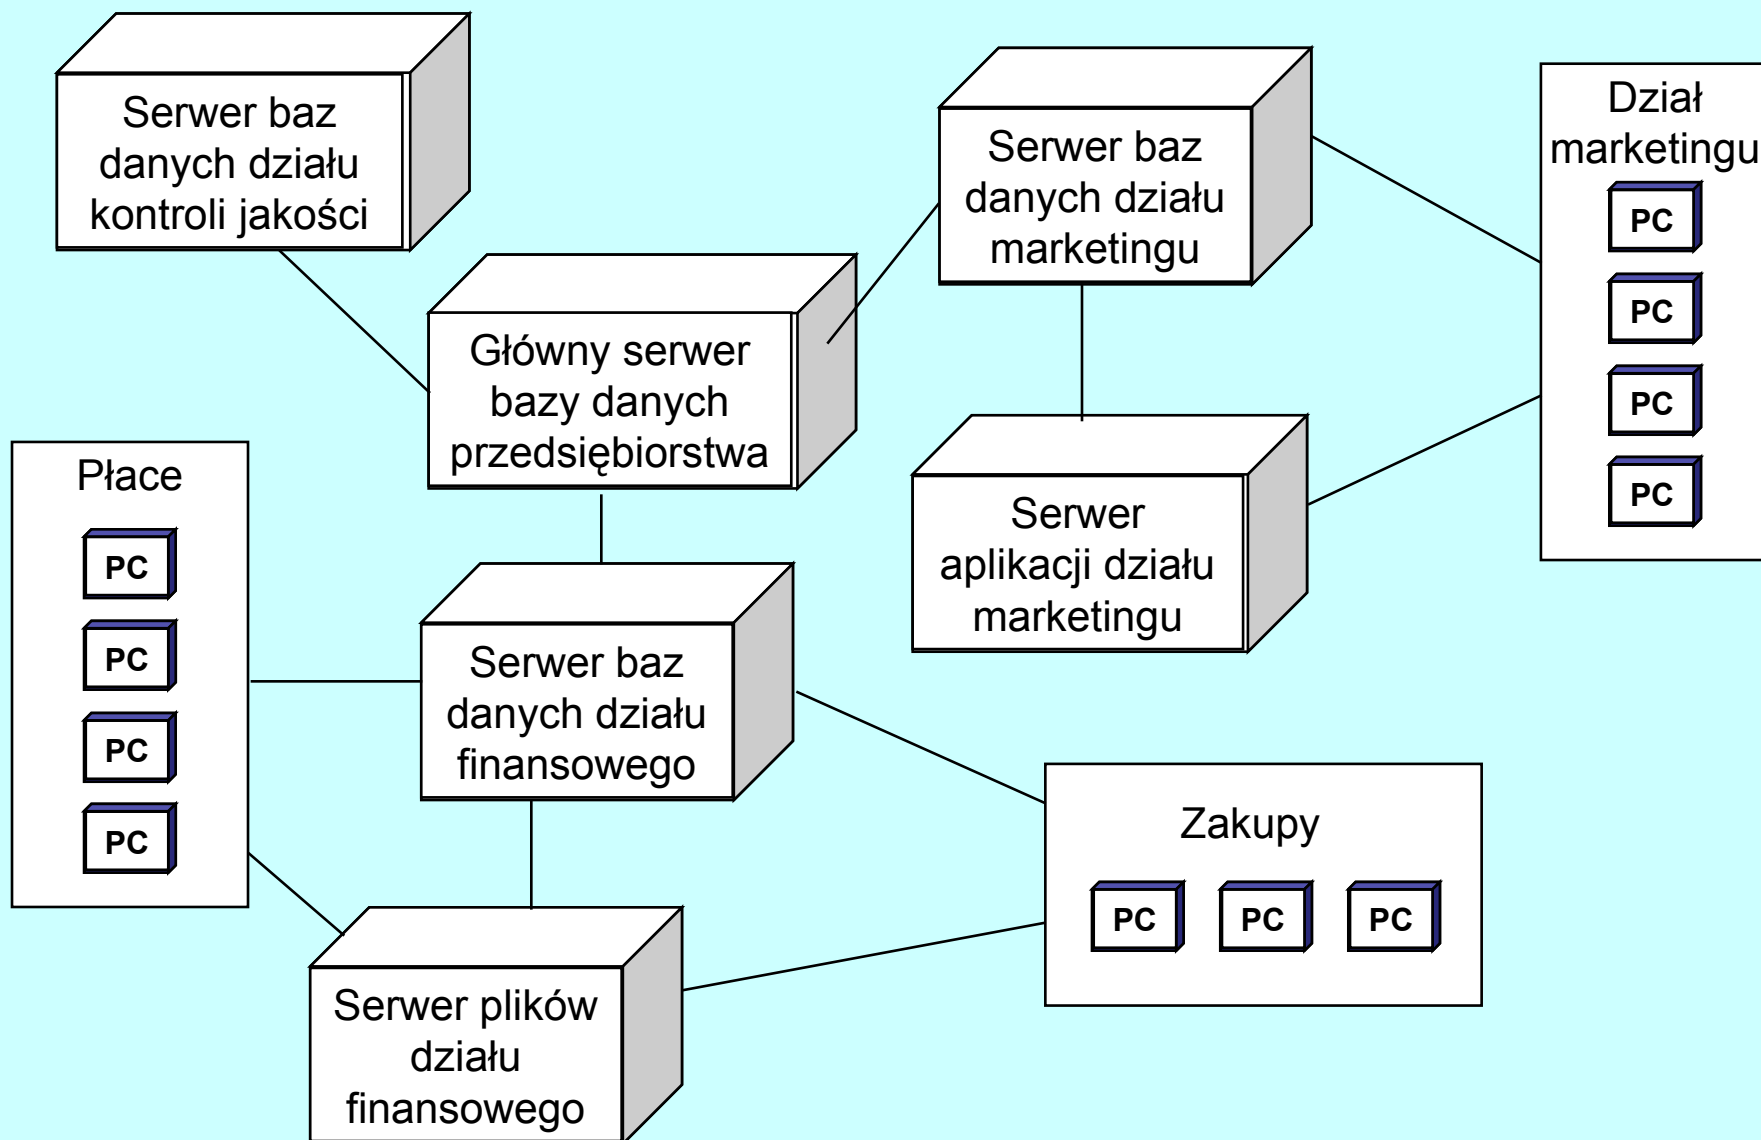 Serwer baz
danych działu
kontroli jakości
Serwer baz
danych działu
marketingu
Dział
marketingu
PC
PC
PC
PC
Główny serwer
bazy danych
przedsiębiorstwa
Serwer
aplikacji działu
marketingu
Płace
PC
PC
PC
PC
Serwer baz
danych działu
finansowego
Zakupy
PC PC PC
Serwer plików
działu
finansowego